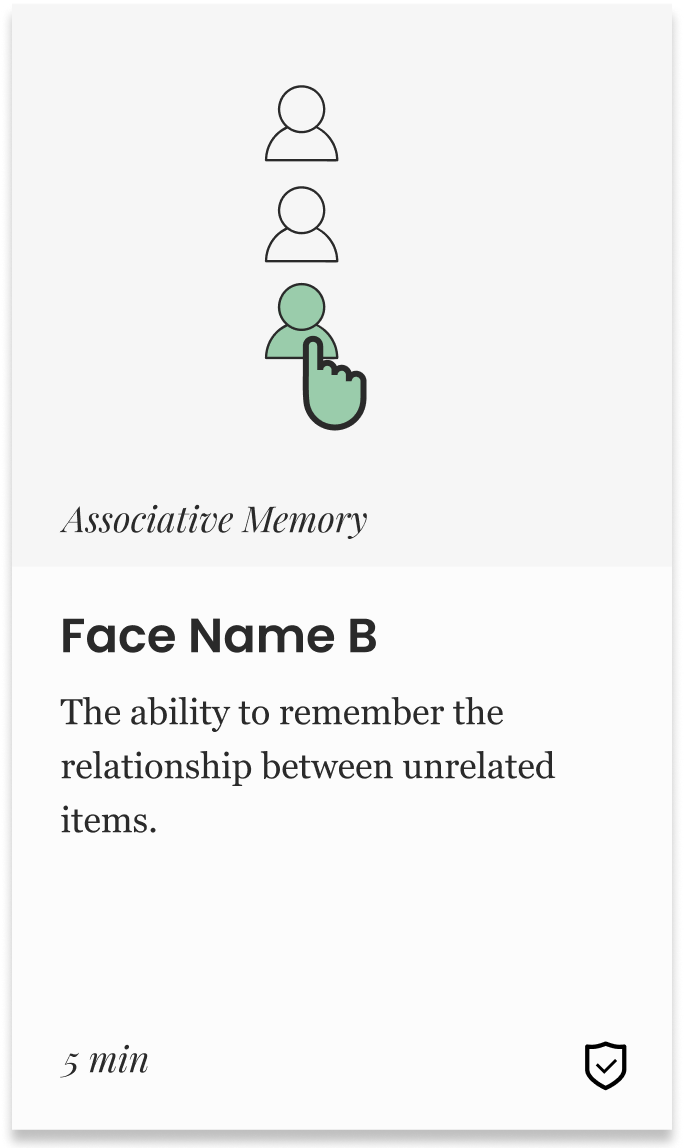 Associative Memory
Face Name B
The ability to remember the
relationship between unrelated
items.
5 min